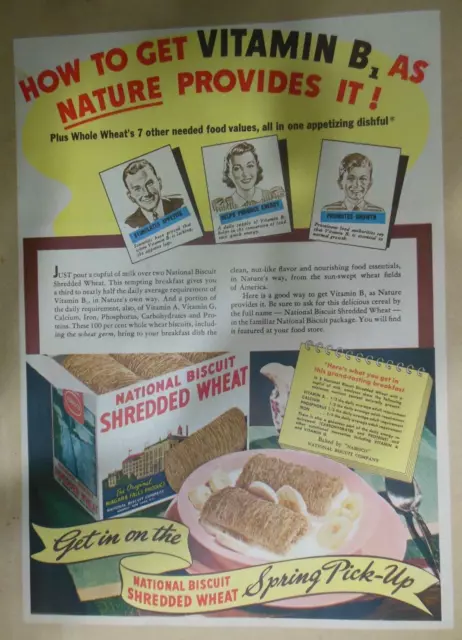 HOW TO GET VITAMIN B₁ AS
NATURE PROVIDES IT!
Plus Whole Wheat's 7 other needed food values, all in one appetizing dishful*
STIMULATES APPETITE
HELPS PRODUCE ENERGY
PROMOTES GROWTH
JUST pour a cupful of milk over two National Biscuit
Shredded Wheat. This tempting breakfast gives you
a third to nearly half the daily average requirement of
Vitamin B₁, in Nature's own way. And a portion of
the daily requirement, also, of Vitamin A, Vitamin G,
Calcium, Iron, Phosphorus, Carbohydrates and Pro-
teins. These 100 per cent whole wheat biscuits, includ-
ing the wheat germ, bring to your breakfast dish the
clean, nut-like flavor and nourishing food essentials,
in Nature's way, from the sun-swept wheat fields
of America.
Here is a good way to get Vitamin B₁ as Nature
provides it. Be sure to ask for this delicious cereal by
the full name — National Biscuit Shredded Wheat —
in the familiar National Biscuit package. You will find
it featured at your food store.
NATIONAL BISCUIT
SHREDDED WHEAT
The Original
NIAGARA FALLS PRODUCT
NATIONAL BISCUIT COMPANY
"Here's what you get in
this grand-tasting breakfast
Baked by "NABISCO"
NATIONAL BISCUIT COMPANY
Get in on the
NATIONAL BISCUIT
SHREDDED WHEAT
Spring Pick-Up